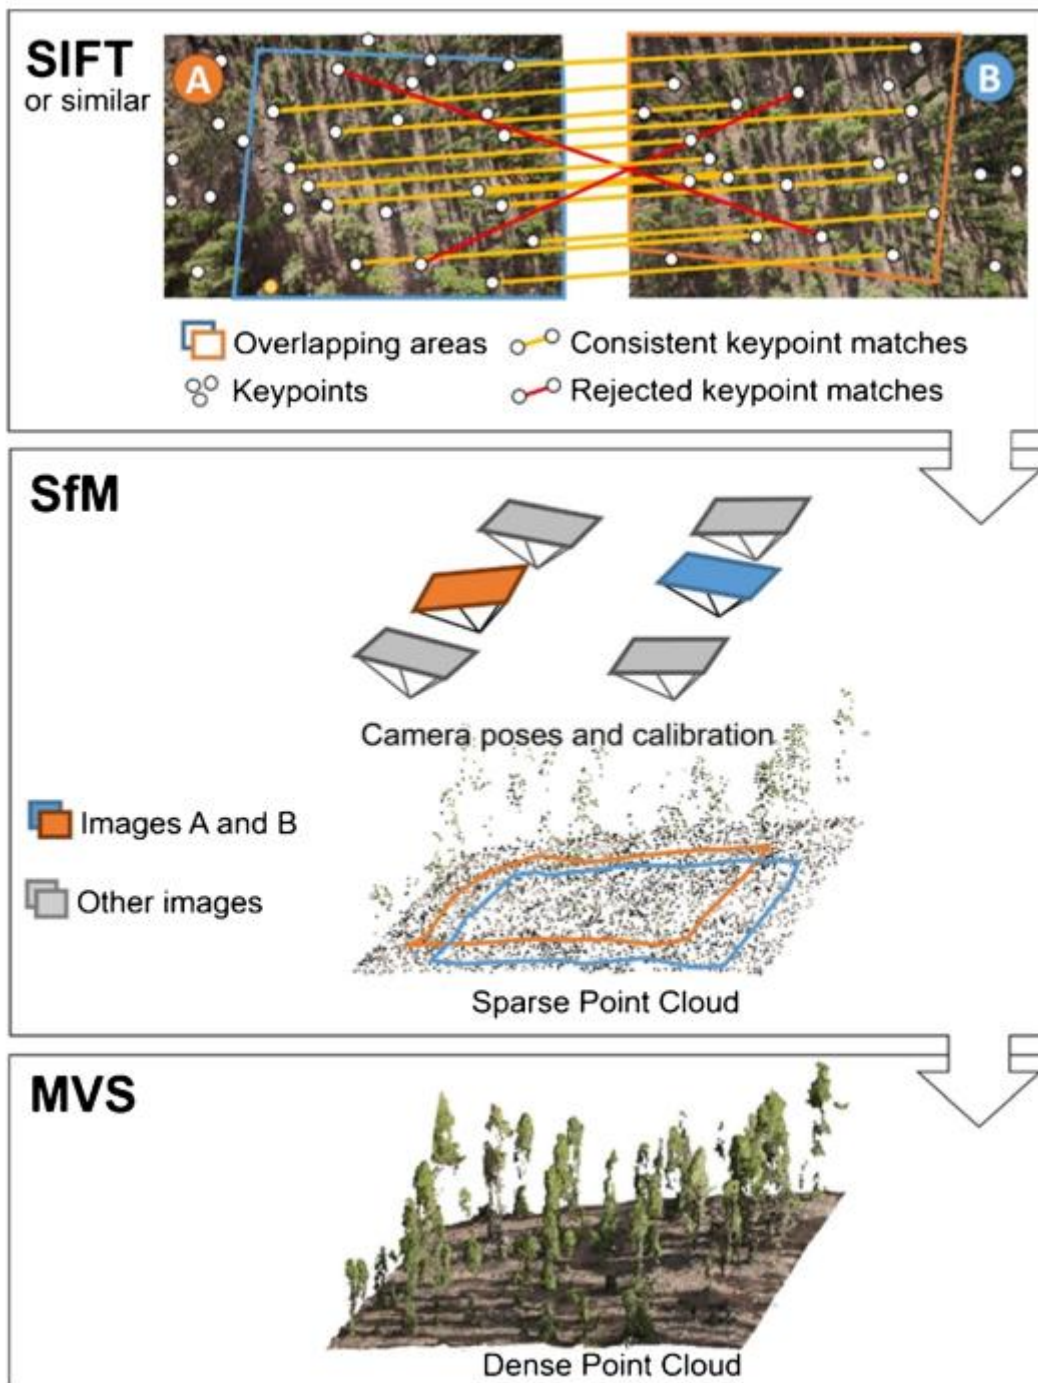 SIFT
or similar
A
B
Overlapping areas
Consistent keypoint matches
Keypoints
Rejected keypoint matches
SfM
Camera poses and calibration
Images A and B
Other images
Sparse Point Cloud
MVS
Dense Point Cloud